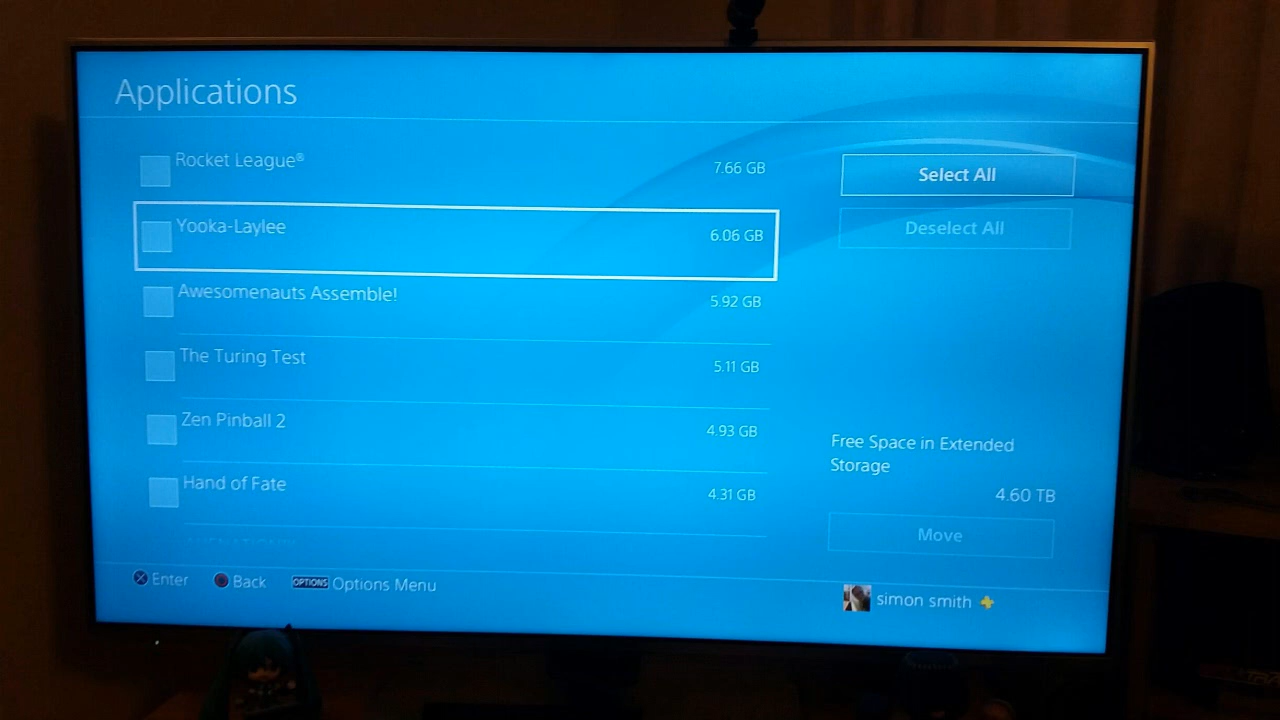 Applications
Rocket League®
7.66 GB
Yooka-Laylee
6.06 GB
Awesomenauts Assemble!
5.92 GB
The Turing Test
5.11 GB
Zen Pinball 2
4.93 GB
Hand of Fate
4.31 GB
Select All
Deselect All
Free Space in Extended
Storage
4.60 TB
Move
Enter
Back
OPTIONS Options Menu
simon smith